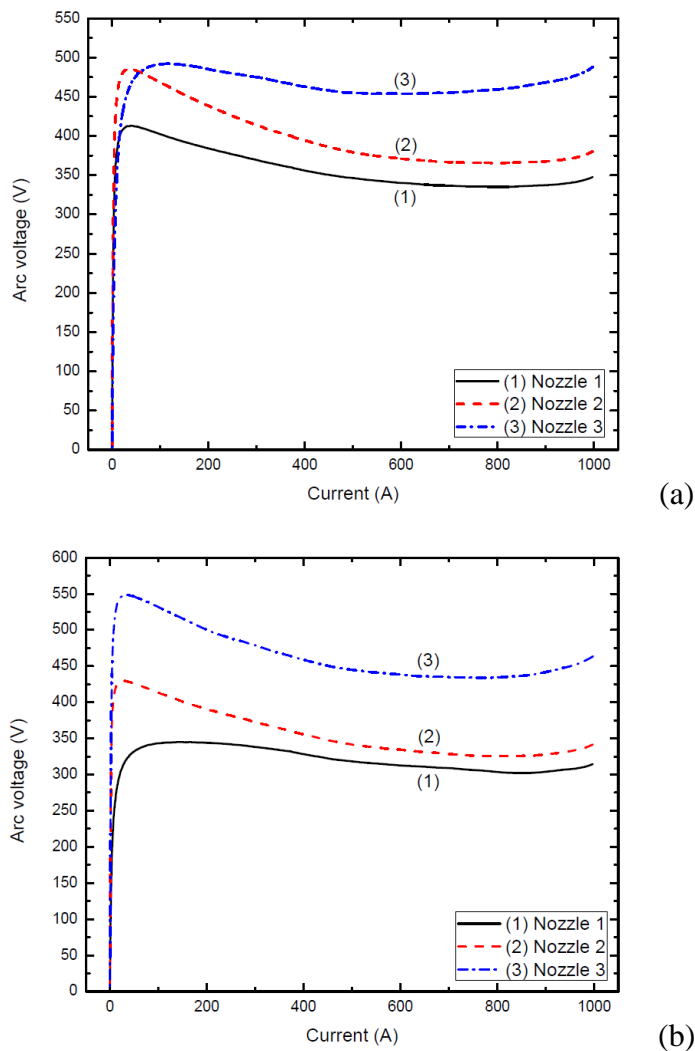 500
450
400
350
300
250
200
150
100
50
0
Arc voltage (V)
(3)
(2)
(1)
(1) Nozzle 1
(2) Nozzle 2
(3) Nozzle 3
0 200 400 600 800 1000
Current (A)
(a)
600
550
500
450
400
350
300
250
200
150
100
50
0
Arc voltage (V)
(3)
(2)
(1)
(1) Nozzle 1
(2) Nozzle 2
(3) Nozzle 3
0 200 400 600 800 1000
Current (A)
(b)